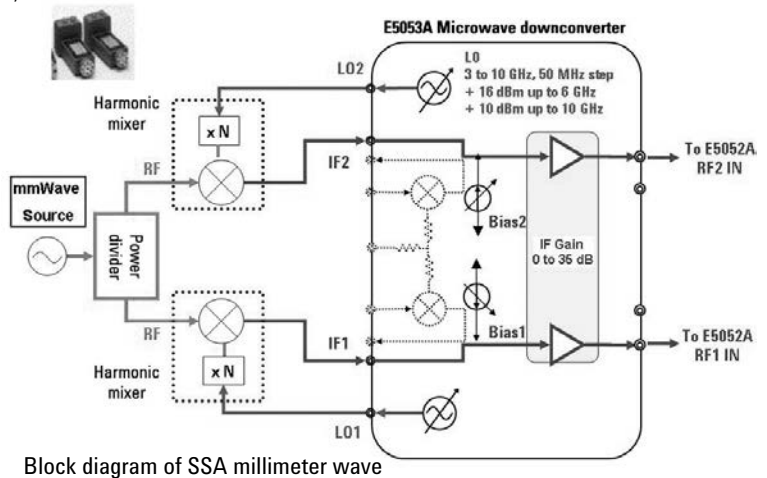 E5053A Microwave downconverter
LO
3 to 10 GHz, 50 MHz step
+ 16 dBm up to 6 GHz
+ 10 dBm up to 10 GHz
LO2
Harmonic
mixer
x N
RF
IF2
To E5052A
RF2 IN
mmWave
Source
Power
divider
Bias2
IF Gain
0 to 35 dB
RF
IF1
Bias1
To E5052A
RF1 IN
Harmonic
mixer
x N
LO1
Block diagram of SSA millimeter wave